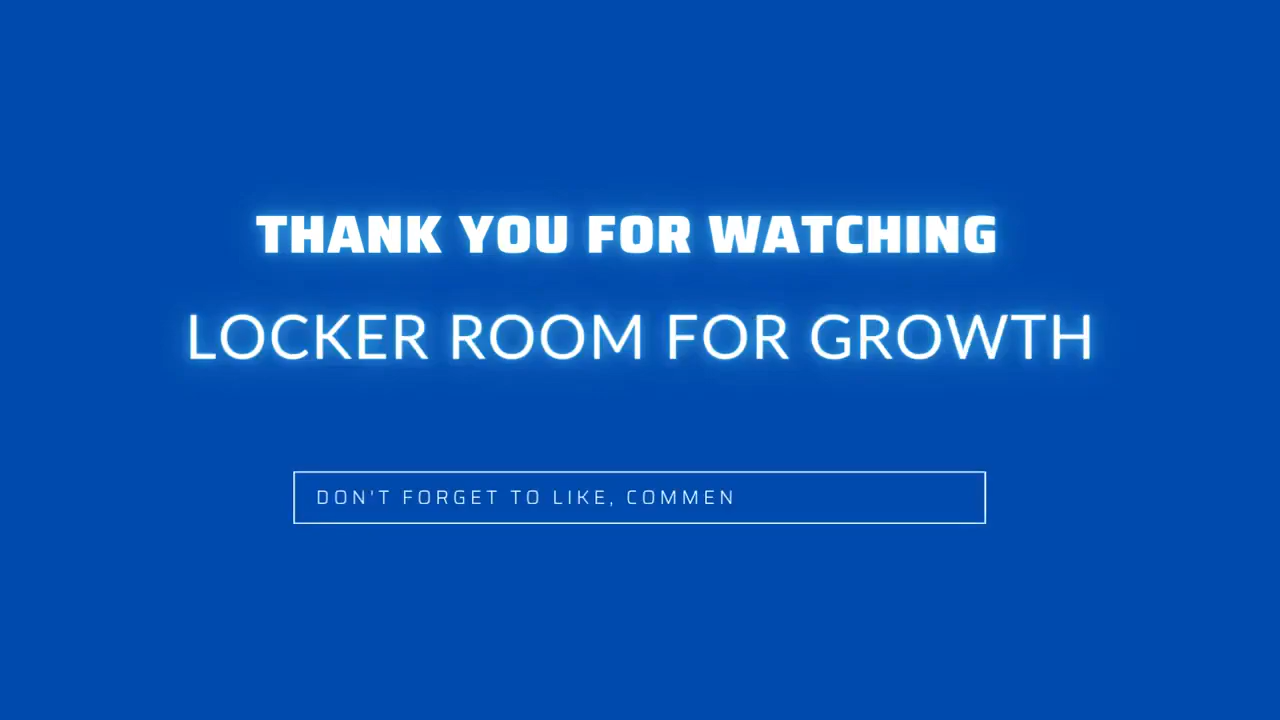 THANK YOU FOR WATCHING
LOCKER ROOM FOR GROWTH
DON'T FORGET TO LIKE, COMMEN